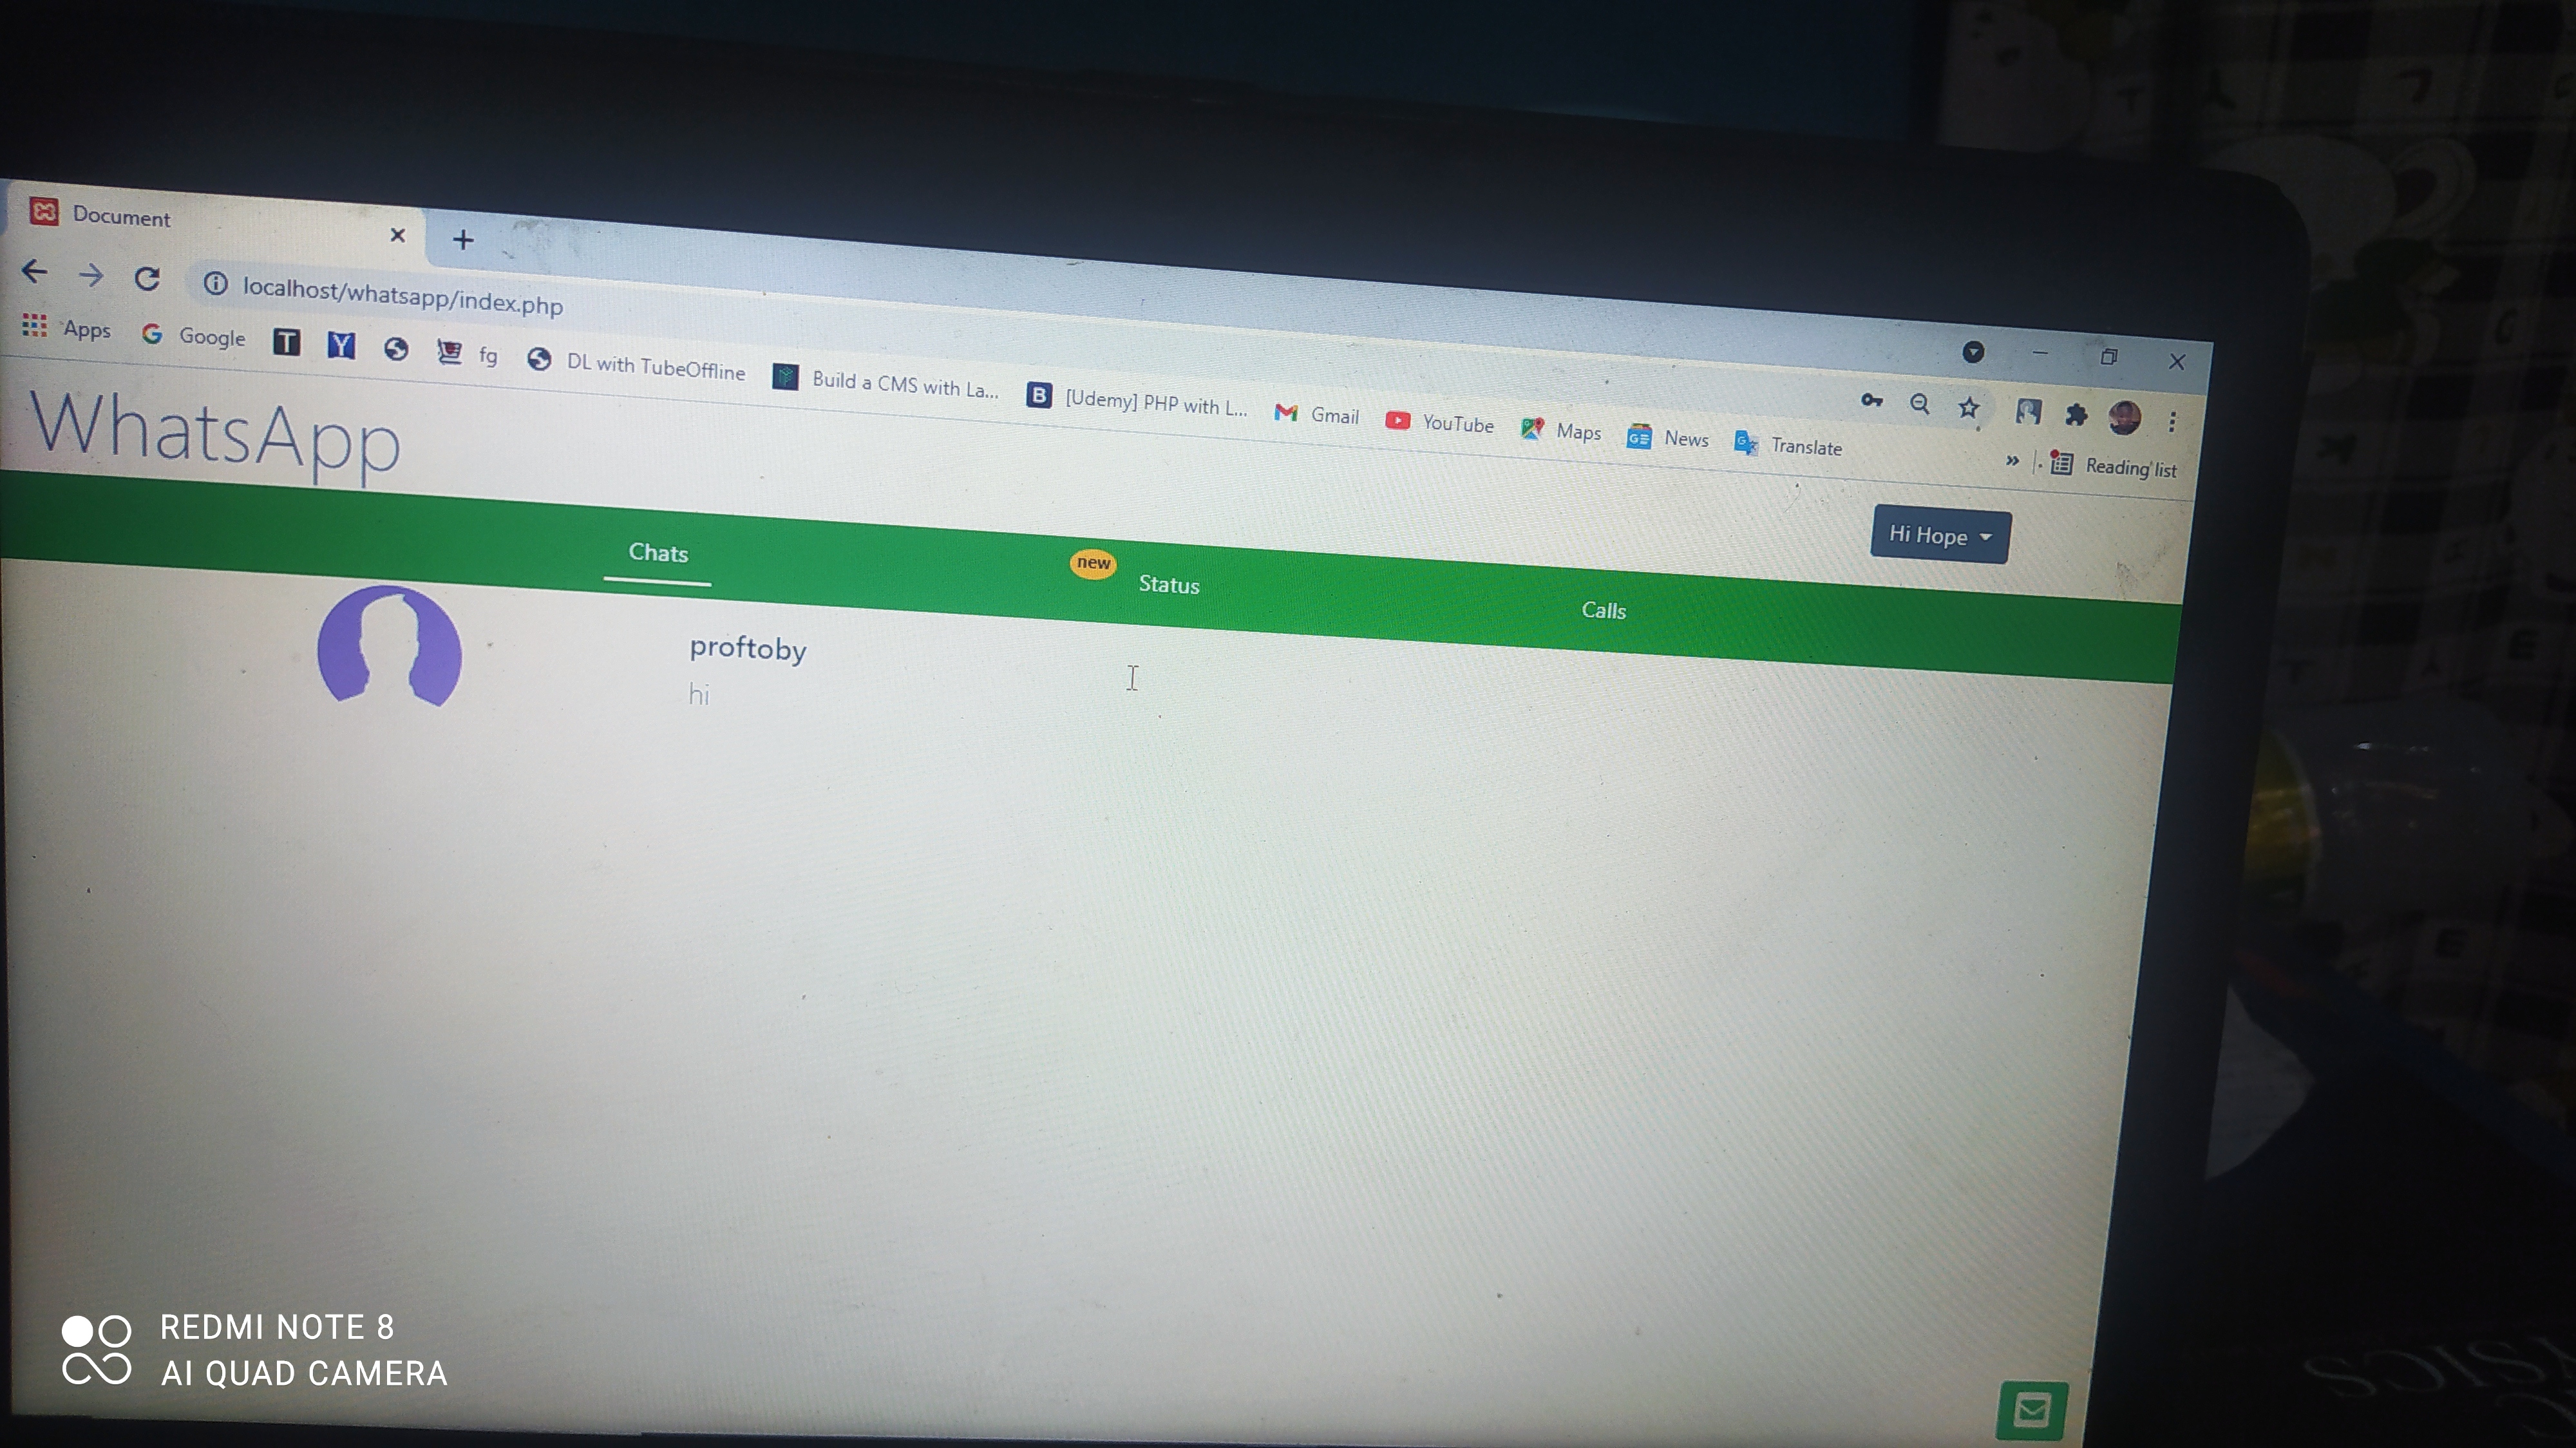 Document
localhost/whatsapp/index.php
Apps Google T Y fg DL with TubeOffline Build a CMS with La... B [Udemy] PHP with L... Gmail YouTube Maps News Translate » Reading list
WhatsApp
Hi Hope
Chats new Status Calls
proftoby
hi
REDMI NOTE 8
AI QUAD CAMERA